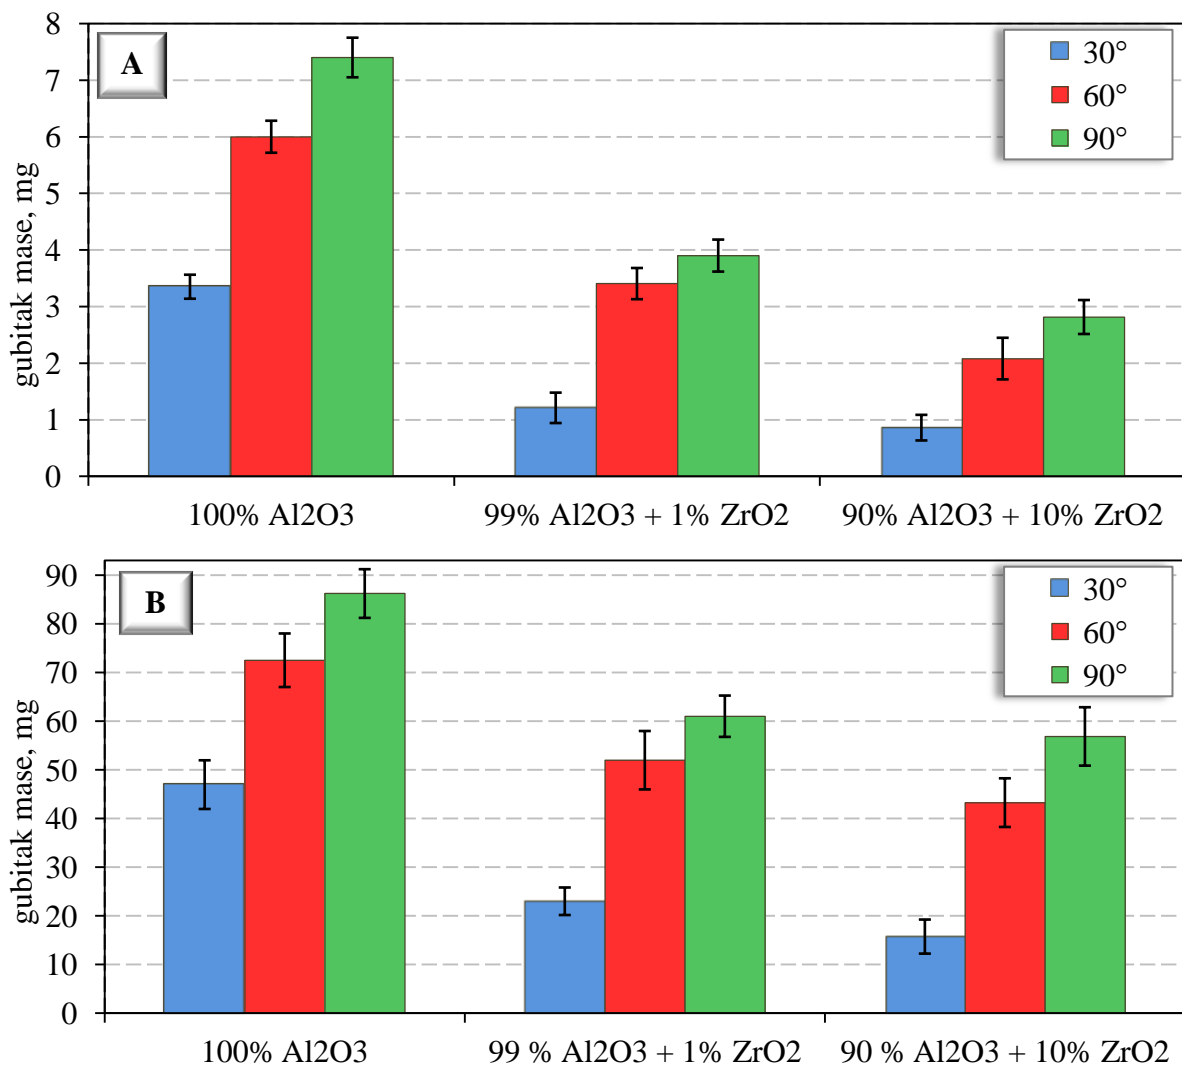 A
30°
60°
90°
gubitak mase, mg
8
7
6
5
4
3
2
1
0
100% Al2O3
99% Al2O3 + 1% ZrO2
90% Al2O3 + 10% ZrO2
B
30°
60°
90°
gubitak mase, mg
90
80
70
60
50
40
30
20
10
0
100% Al2O3
99 % Al2O3 + 1% ZrO2
90 % Al2O3 + 10% ZrO2